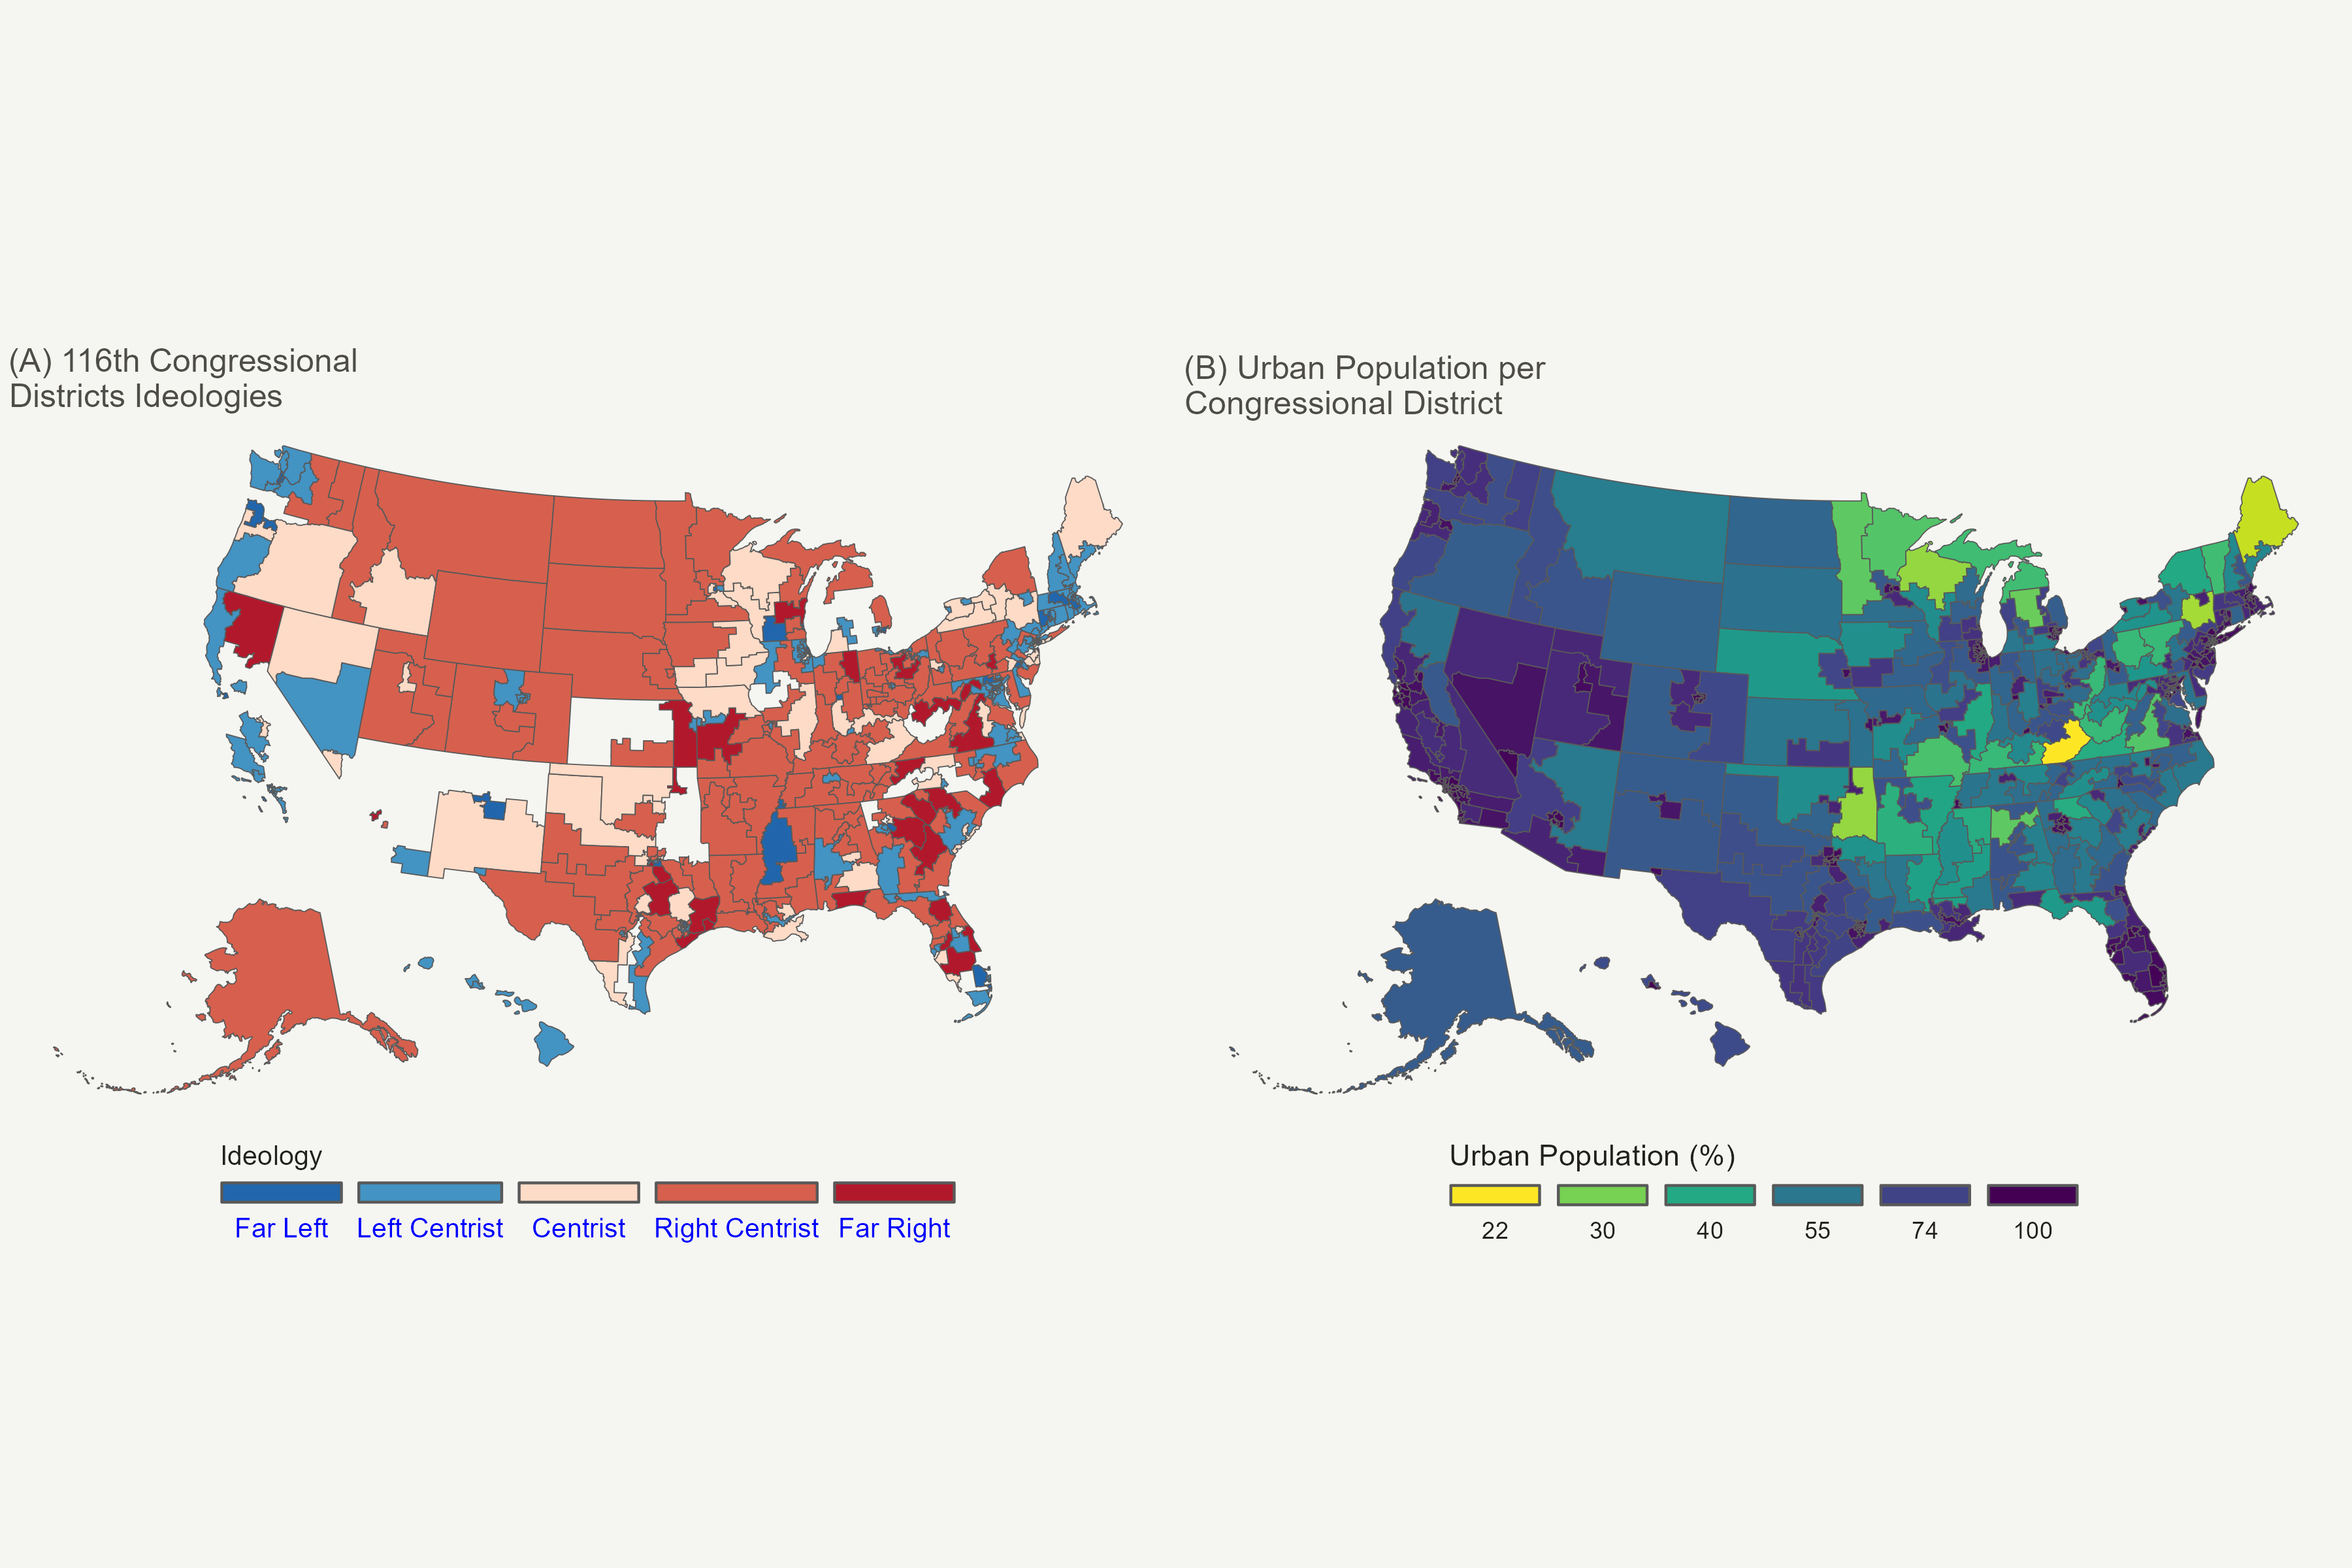 (A) 116th Congressional
Districts Ideologies
(B) Urban Population per
Congressional District
Ideology
Far Left
Left Centrist
Centrist
Right Centrist
Far Right
Urban Population (%)
22
30
40
55
74
100